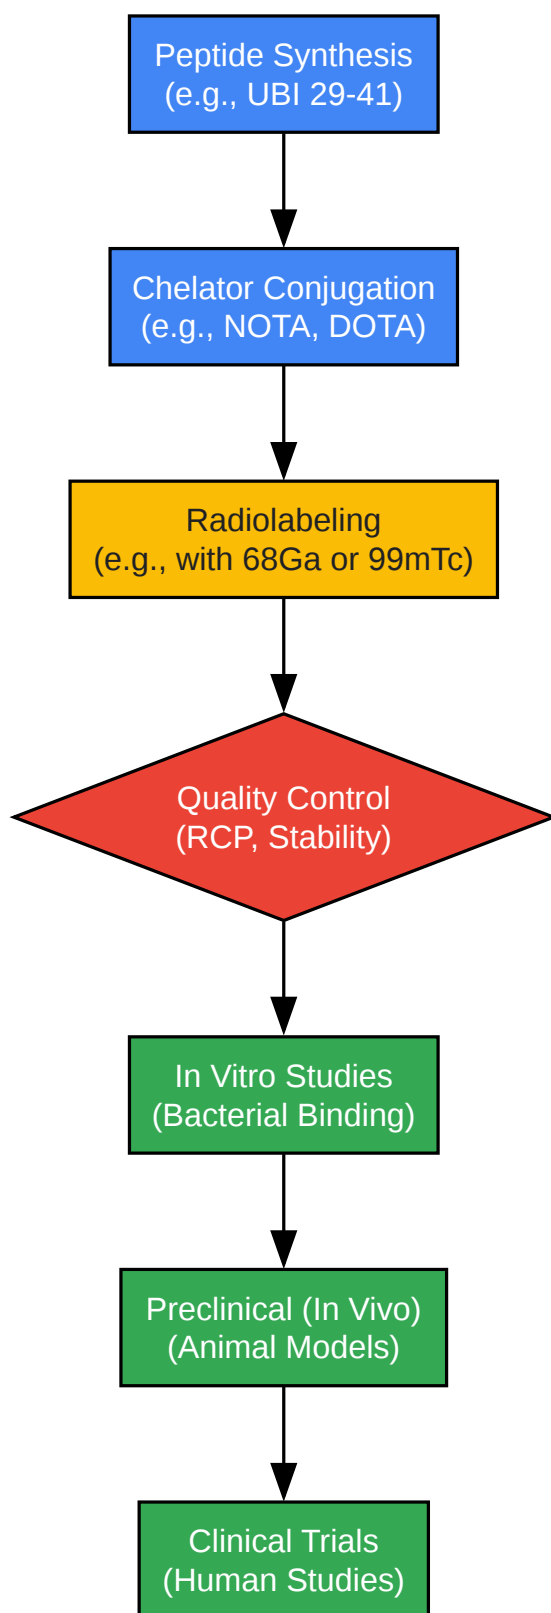 Peptide Synthesis
(e.g., UBI 29-41)
Chelator Conjugation
(e.g., NOTA, DOTA)
Radiolabeling
(e.g., with 68Ga or 99mTc)
Quality Control
(RCP, Stability)
In Vitro Studies
(Bacterial Binding)
Preclinical (In Vivo)
(Animal Models)
Clinical Trials
(Human Studies)